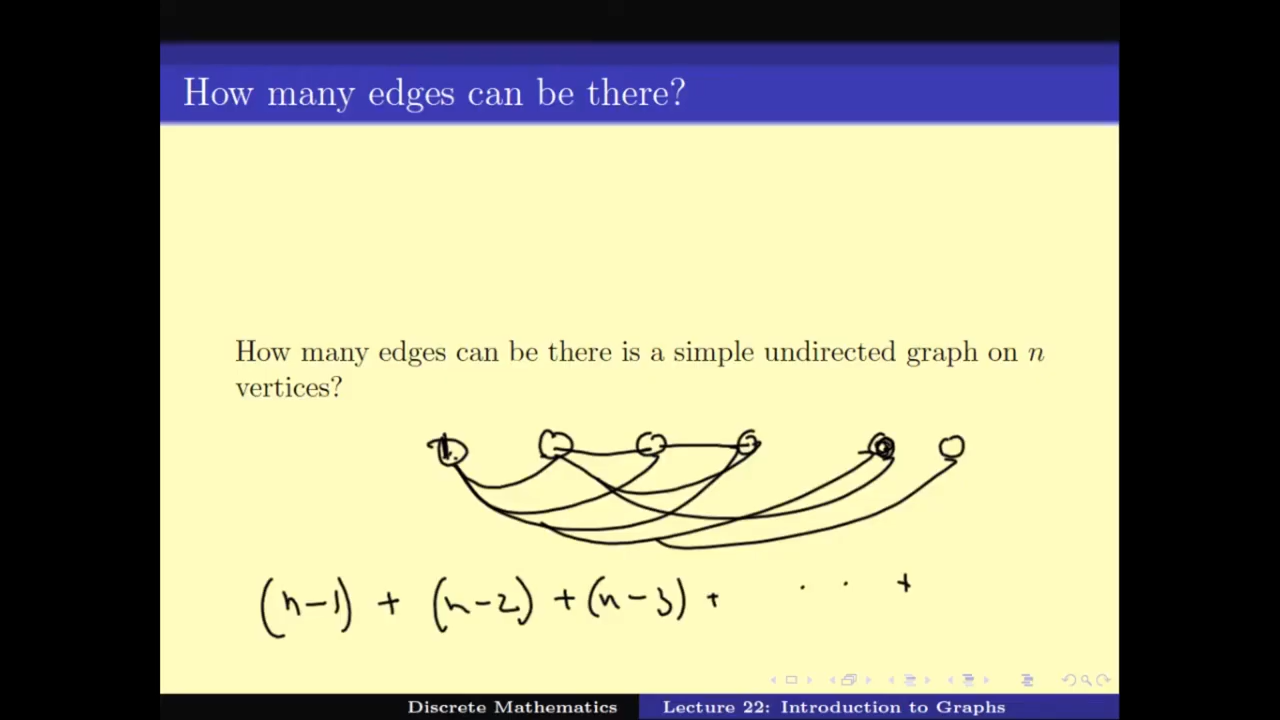 How many edges can be there?
How many edges can be there is a simple undirected graph on n
vertices?
1
(n-1) + (n-2) + (n-3) + . . +
Discrete Mathematics Lecture 22: Introduction to Graphs